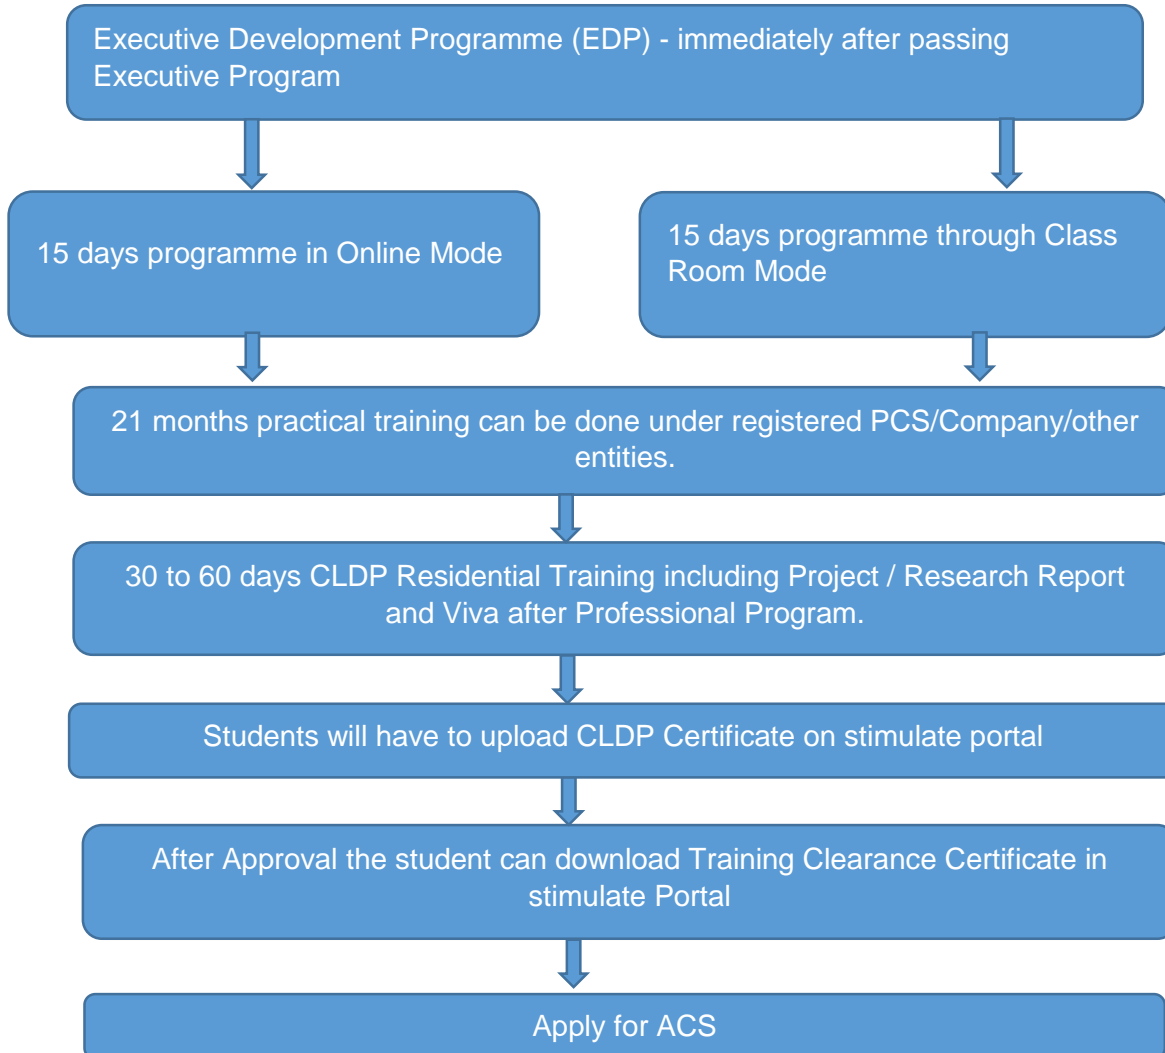 Executive Development Programme (EDP) - immediately after passing
Executive Program
15 days programme in Online Mode
15 days programme through Class
Room Mode
21 months practical training can be done under registered PCS/Company/other
entities.
30 to 60 days CLDP Residential Training including Project / Research Report
and Viva after Professional Program.
Students will have to upload CLDP Certificate on stimulate portal
After Approval the student can download Training Clearance Certificate in
stimulate Portal
Apply for ACS